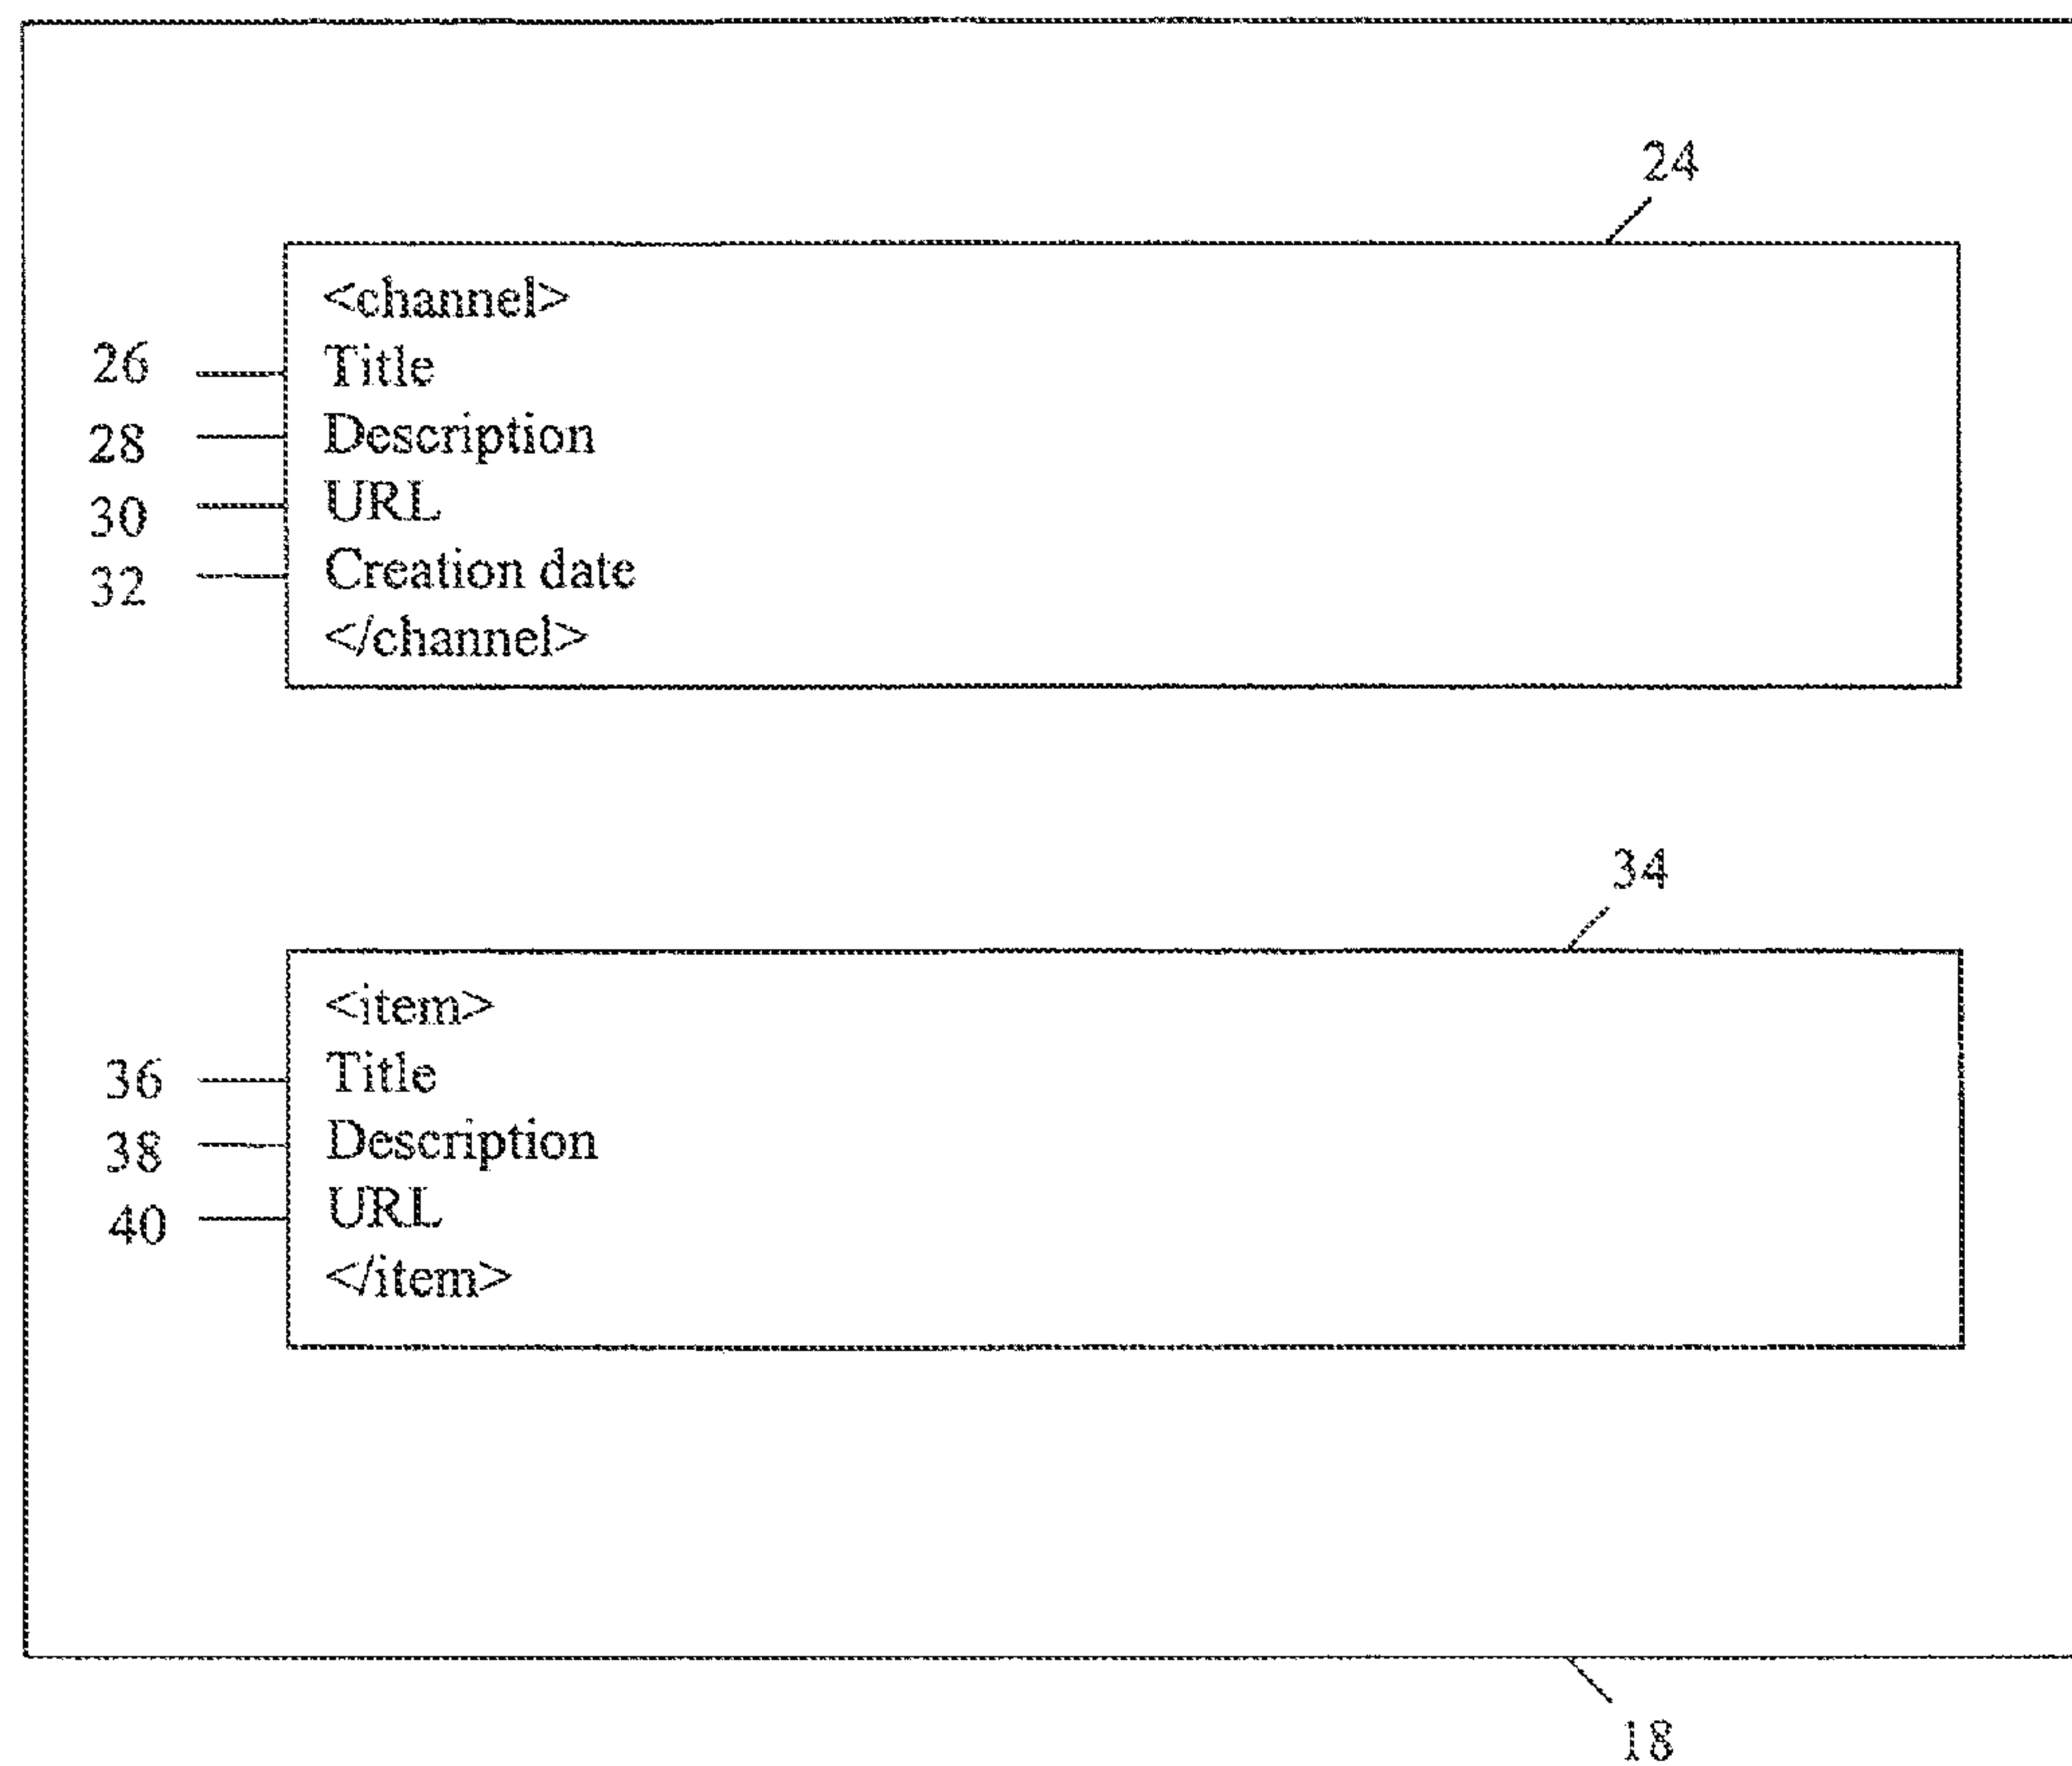 24
<channel>
26 Title
28 Description
30 URL
32 Creation date
</channel>
34
<item>
36 Title
38 Description
40 URL
</item>
18